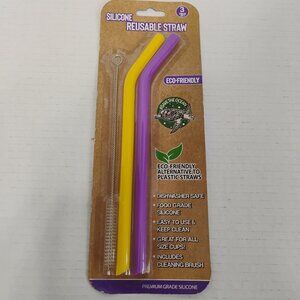 SILICONE
REUSABLE STRAW
3
ECO-FRIENDLY
ECO-FRIENDLY
ALTERNATIVE TO
PLASTIC STRAWS
• DISHWASHER SAFE
• FOOD GRADE
SILICONE
• EASY TO USE &
KEEP CLEAN
• GREAT FOR ALL
SIZE CUPS!
• INCLUDES
CLEANING BRUSH
PREMIUM GRADE SILICONE